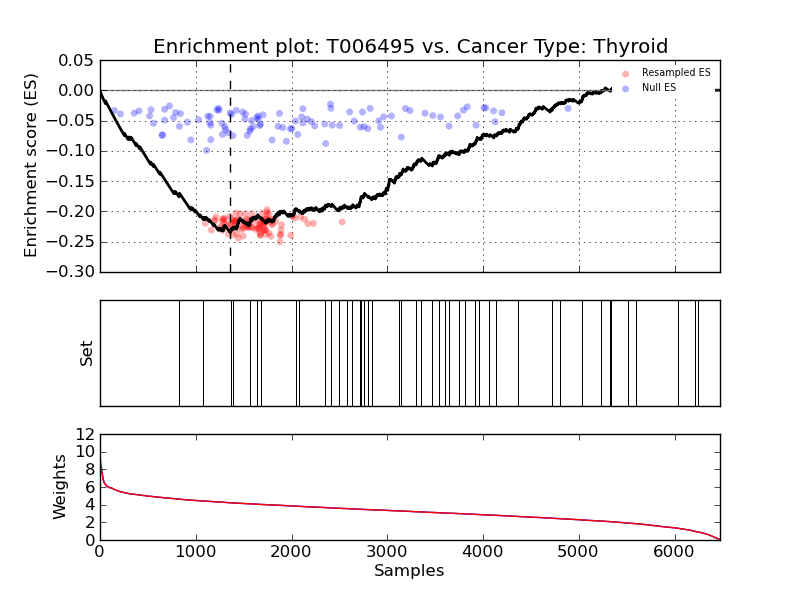 Enrichment plot: T006495 vs. Cancer Type: Thyroid
Enrichment score (ES)
0.05
0.00
−0.05
−0.10
−0.15
−0.20
−0.25
−0.30
Resampled ES
Null ES
Set
Weights
12
10
8
6
4
2
0
0 1000 2000 3000 4000 5000 6000
Samples